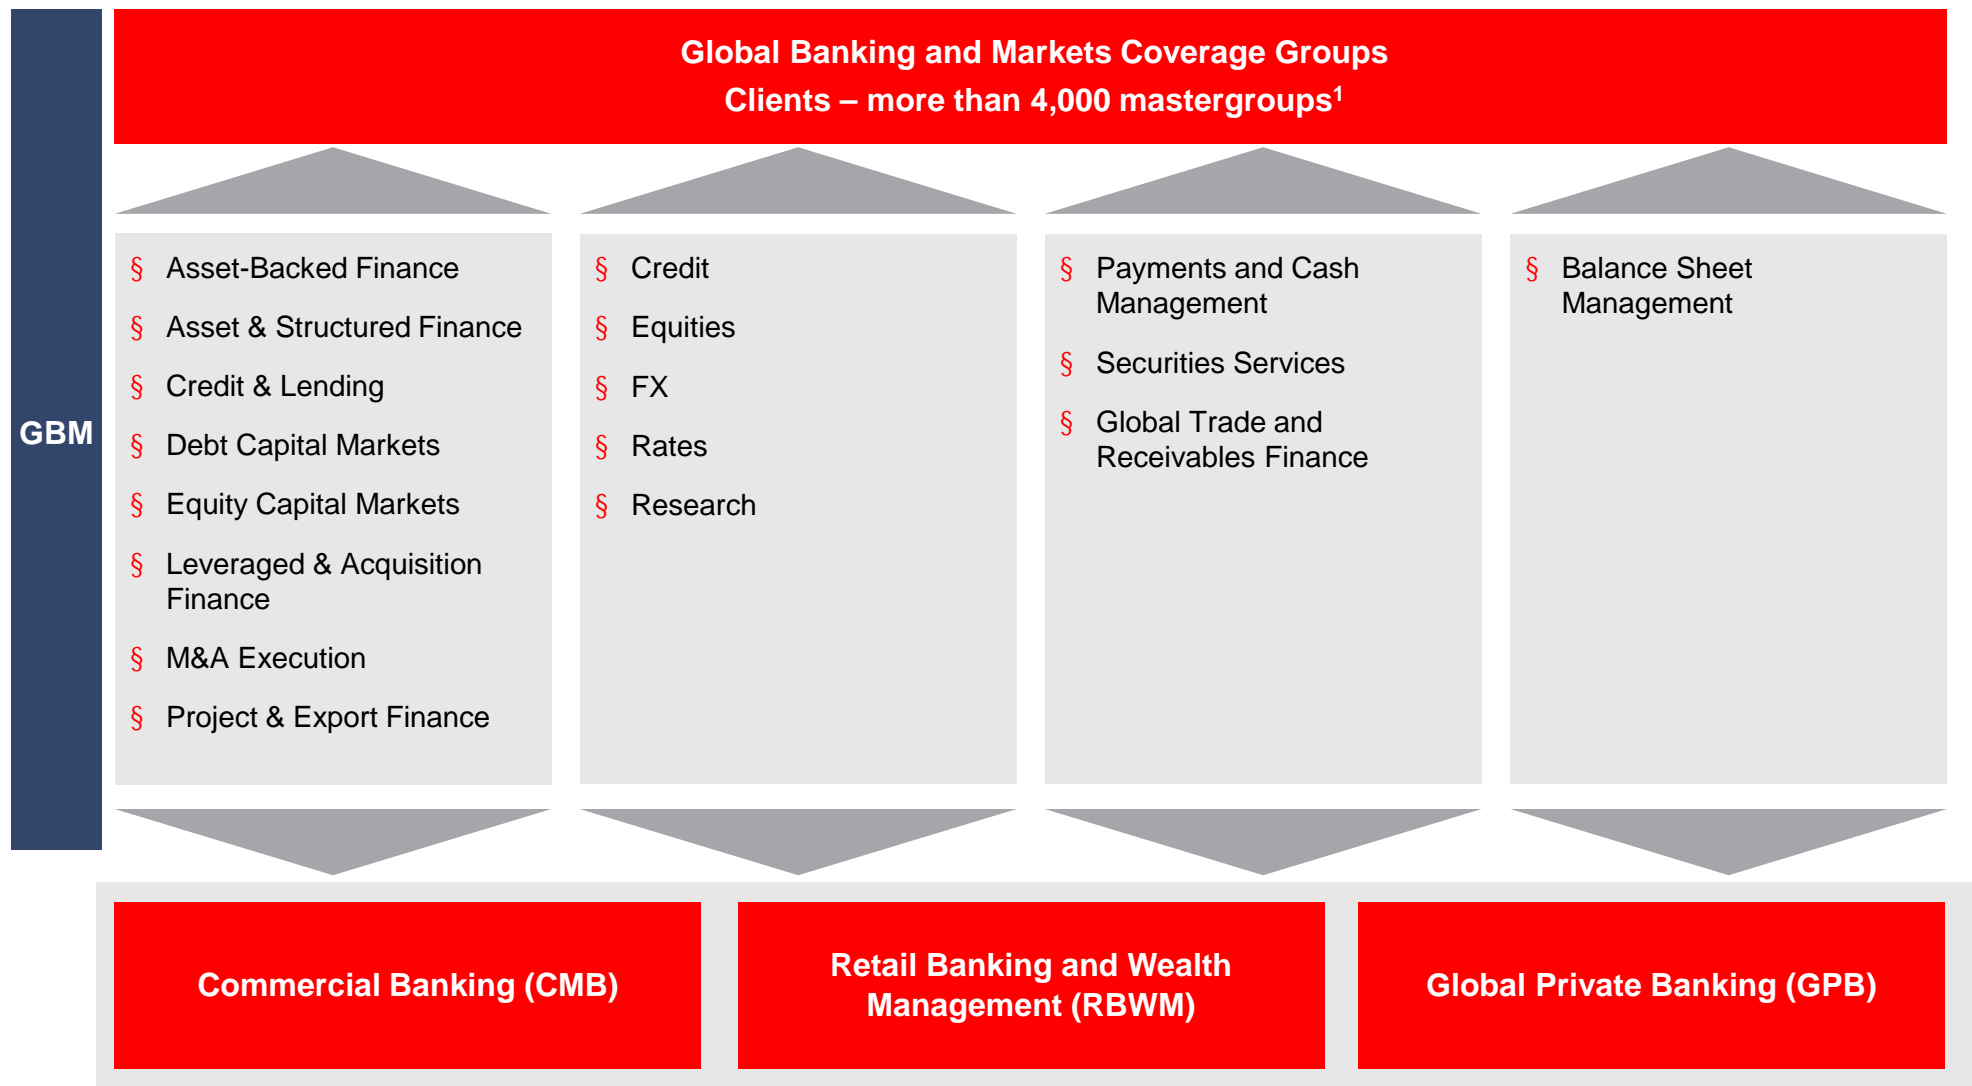 Global Banking and Markets Coverage Groups
Clients – more than 4,000 mastergroups¹
GBM
§ Asset-Backed Finance
§ Asset & Structured Finance
§ Credit & Lending
§ Debt Capital Markets
§ Equity Capital Markets
§ Leveraged & Acquisition
Finance
§ M&A Execution
§ Project & Export Finance
§ Credit
§ Equities
§ FX
§ Rates
§ Research
§ Payments and Cash
Management
§ Securities Services
§ Global Trade and
Receivables Finance
§ Balance Sheet
Management
Commercial Banking (CMB)
Retail Banking and Wealth
Management (RBWM)
Global Private Banking (GPB)